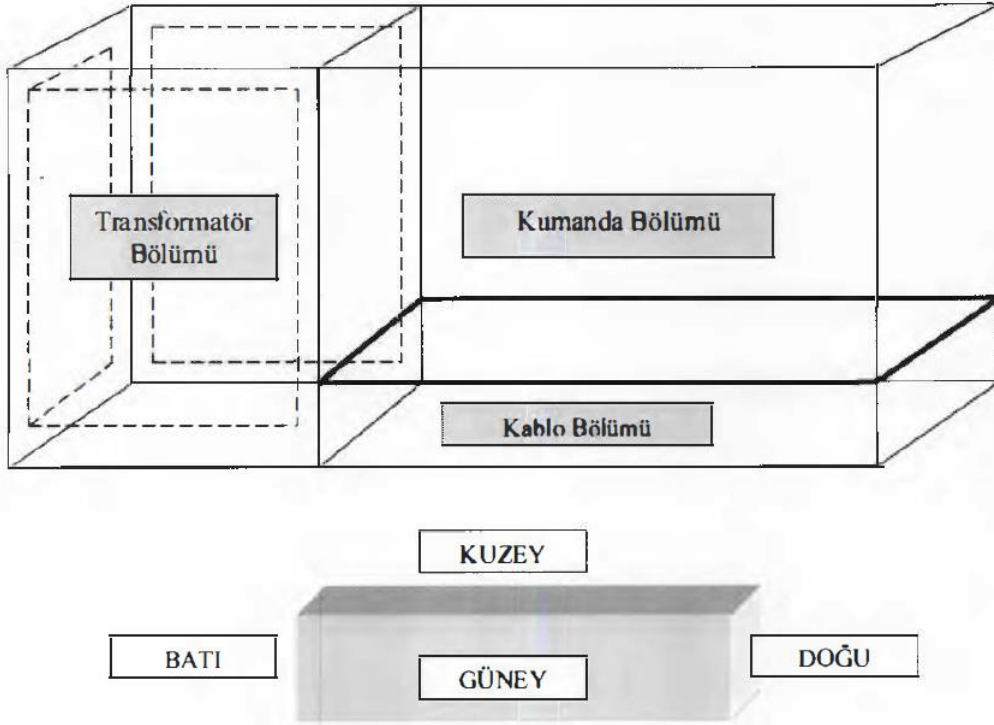 Transformatör
Bölümü
Kumanda Bölümü
Kablo Bölümü
KUZEY
BATI
GÜNEY
DOĞU